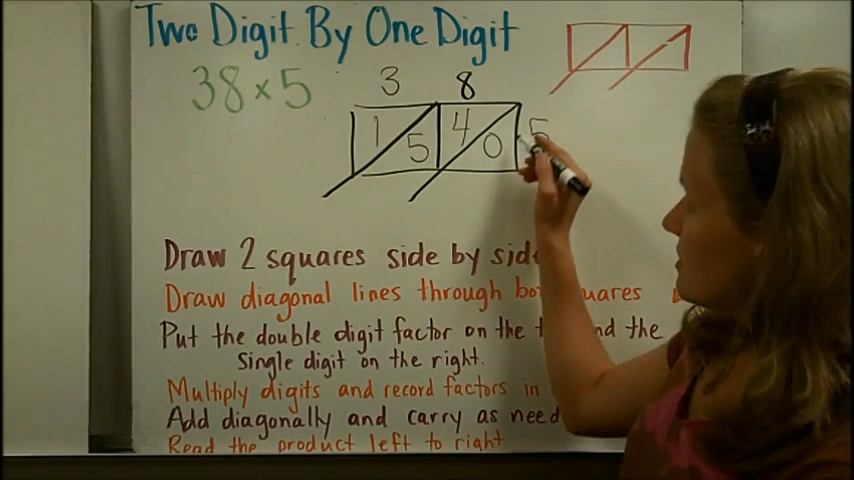 Two Digit By One Digit
38 × 5
3 8
1 5 4 0 5
Draw 2 squares side by side
Draw diagonal lines through both squares
Put the double digit factor on the and the
single digit on the right.
Multiply digits and record factors in
Add diagonally and carry as need
Read the product left to right